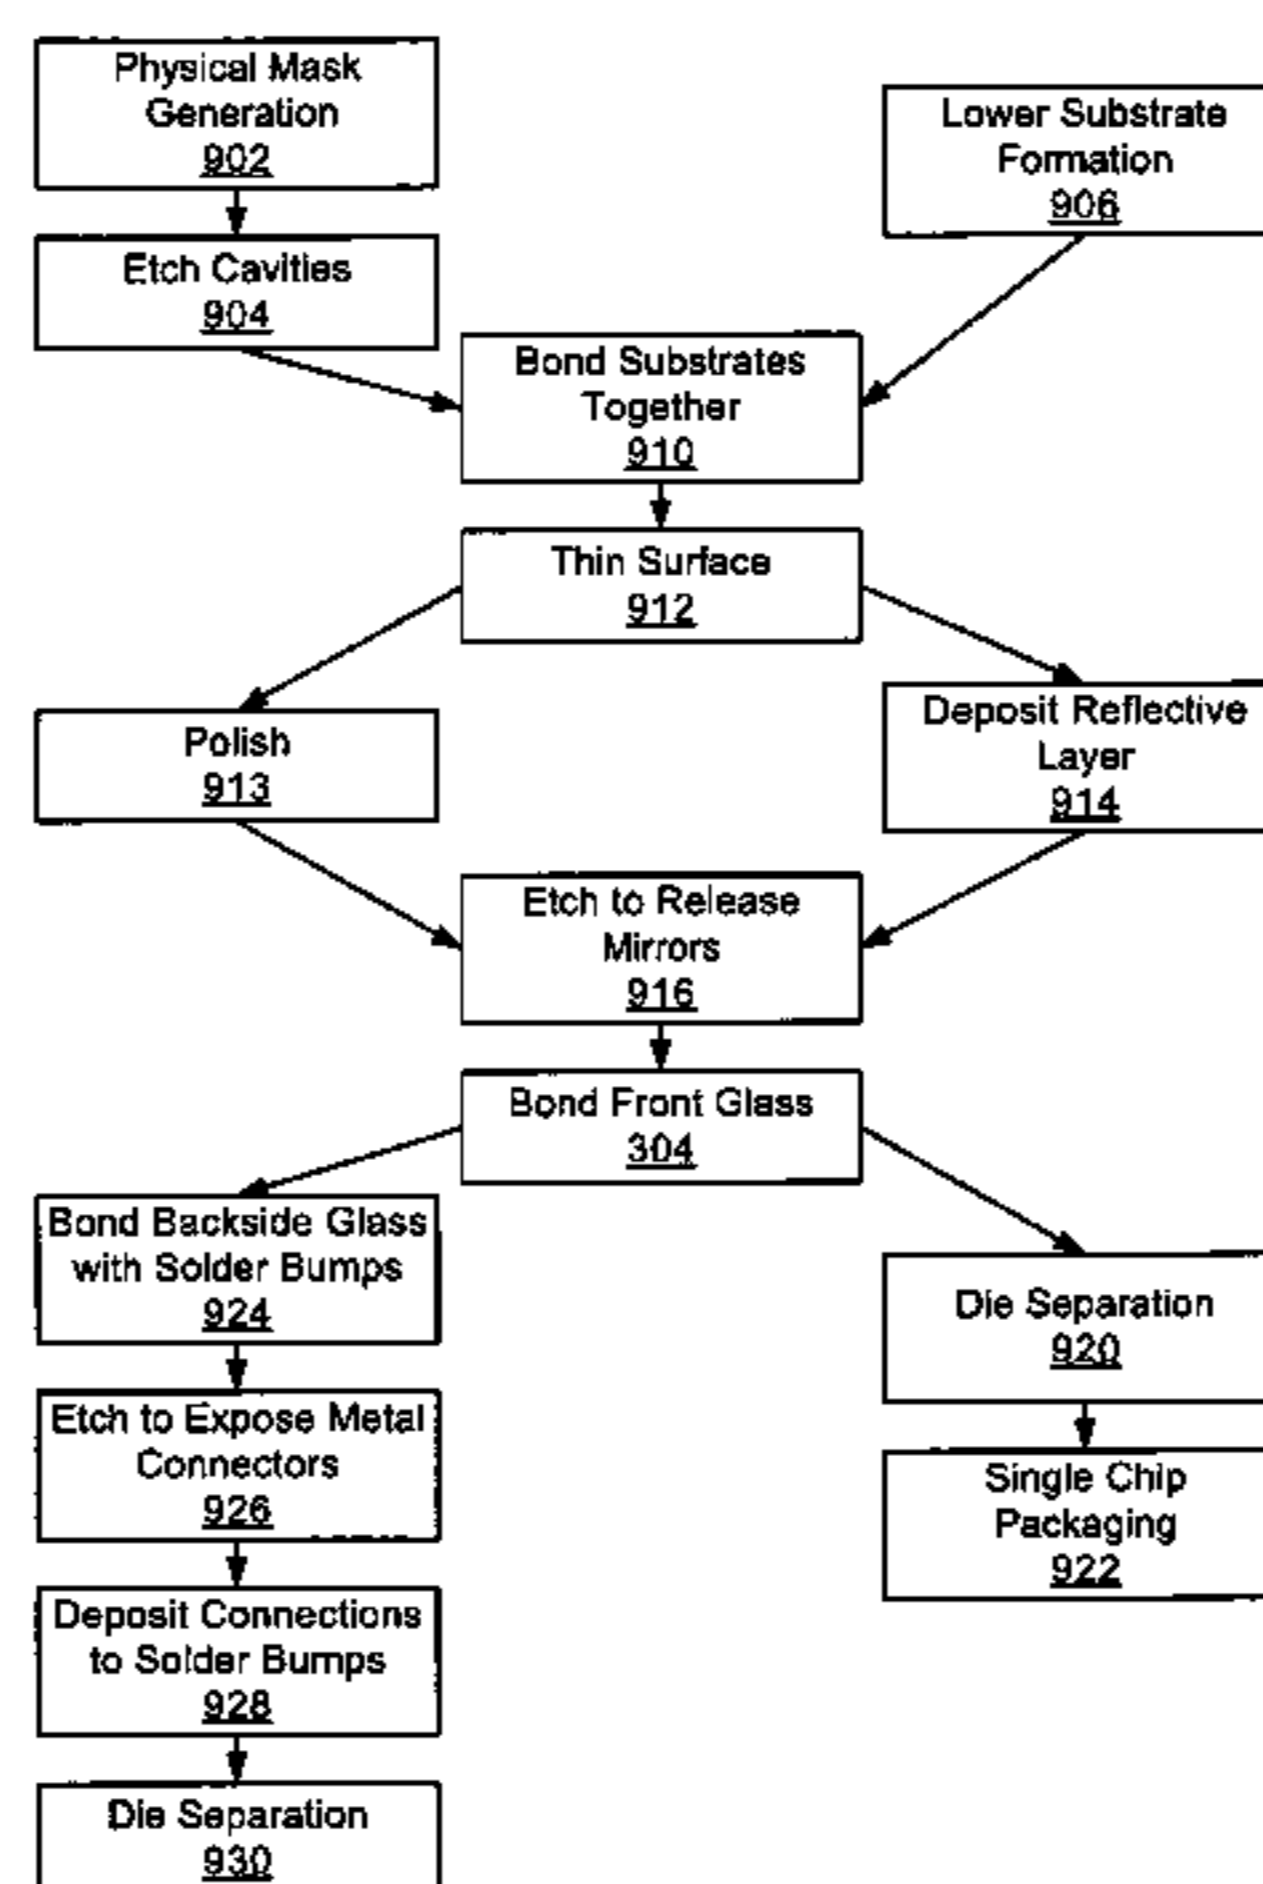 Physical Mask
Generation
902
Lower Substrate
Formation
906
Etch Cavities
904
Bond Substrates
Together
910
Thin Surface
912
Polish
913
Deposit Reflective
Layer
914
Etch to Release
Mirrors
916
Bond Front Glass
304
Bond Backside Glass
with Solder Bumps
924
Die Separation
920
Etch to Expose Metal
Connectors
926
Single Chip
Packaging
922
Deposit Connections
to Solder Bumps
928
Die Separation
930